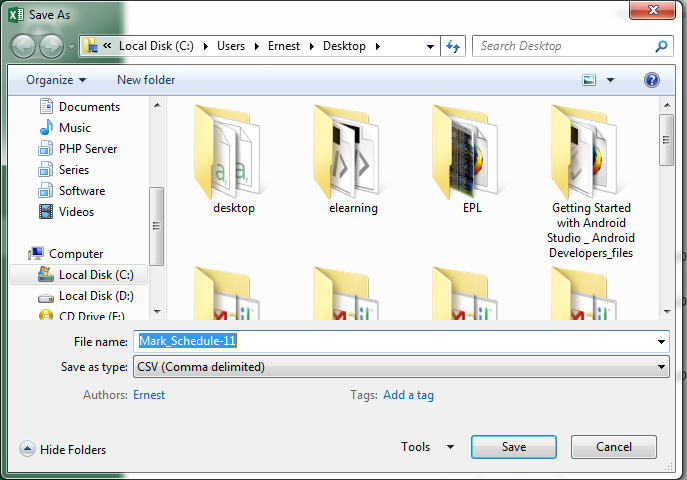 Save As
Local Disk (C:) Users Ernest Desktop
Search Desktop
Organize New folder
Documents
Music
PHP Server
Series
Software
Videos
Computer
Local Disk (C:)
Local Disk (D:)
CD Drive (F:)
desktop
elearning
EPL
Getting Started
with Android
Studio _ Android
Developers_files
File name: Mark_Schedule-11
Save as type: CSV (Comma delimited)
Authors: Ernest Tags: Add a tag
Hide Folders Tools Save Cancel